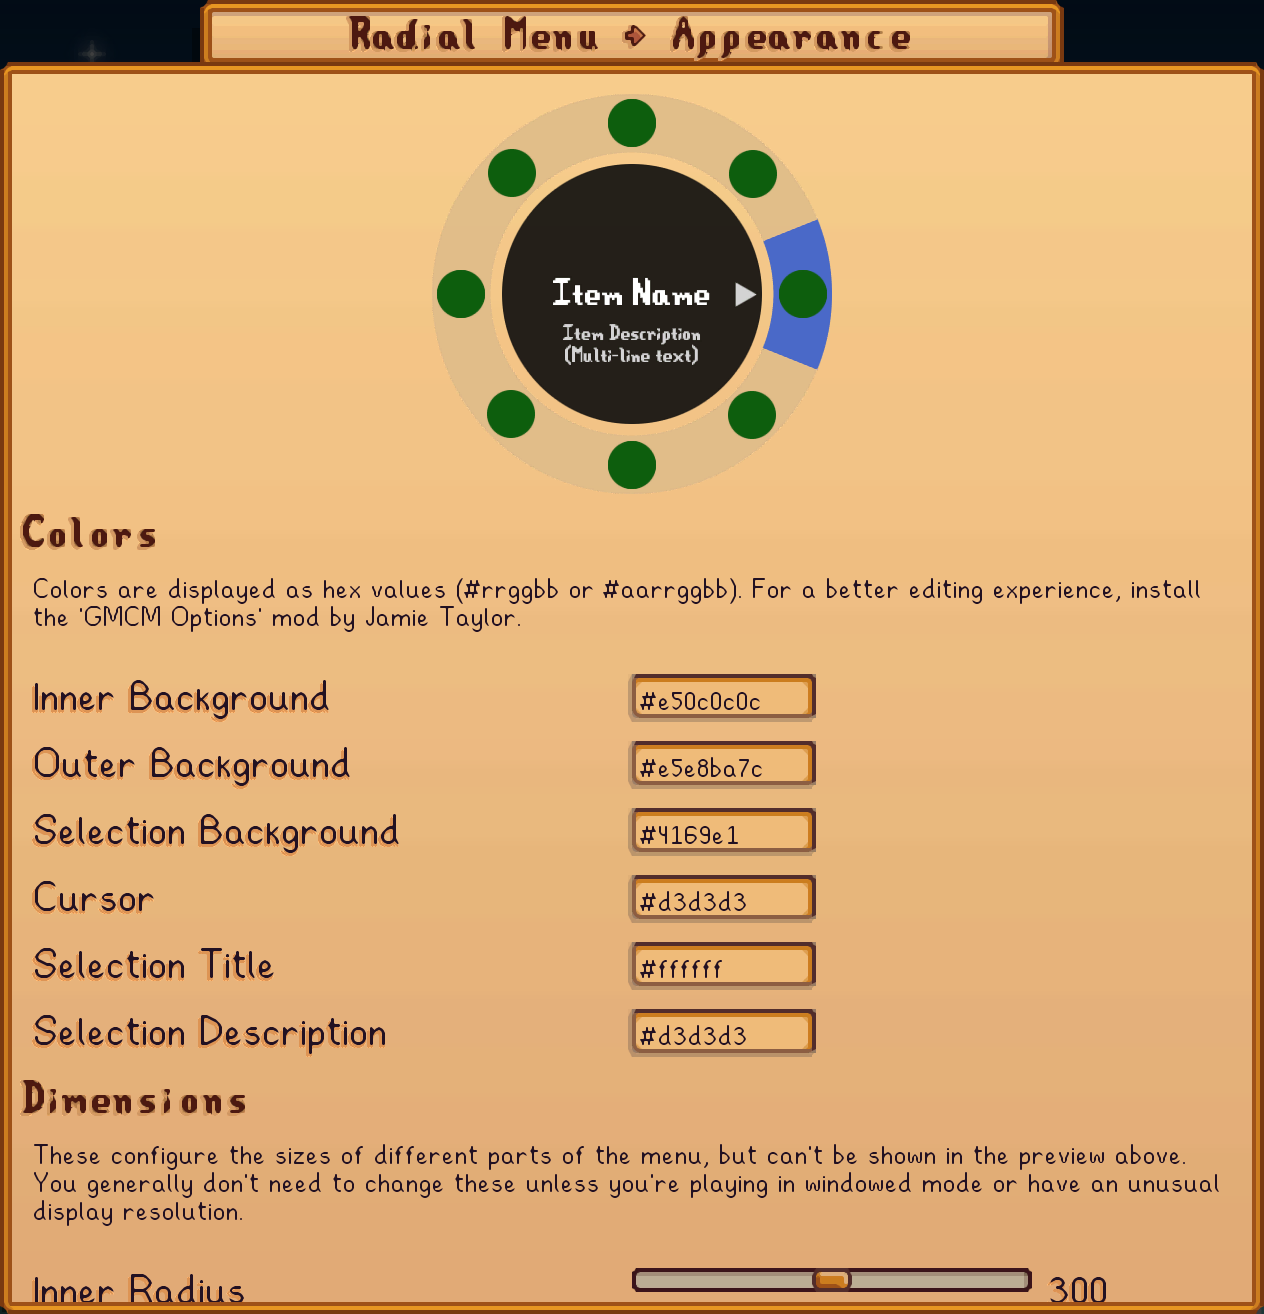 Radial Menu → Appearance
Item Name
Item Description
(Multi-line text)
Colors
Colors are displayed as hex values (#rrggbb or #aarrggbb). For a better editing experience, install
the 'GMCM Options' mod by Jamie Taylor.
Inner Background #e50c0c0c
Outer Background #e5e8ba7c
Selection Background #4169e1
Cursor #d3d3d3
Selection Title #ffffff
Selection Description #d3d3d3
Dimensions
These configure the sizes of different parts of the menu, but can't be shown in the preview above.
You generally don't need to change these unless you're playing in windowed mode or have an unusual
display resolution.
Inner Radius 300